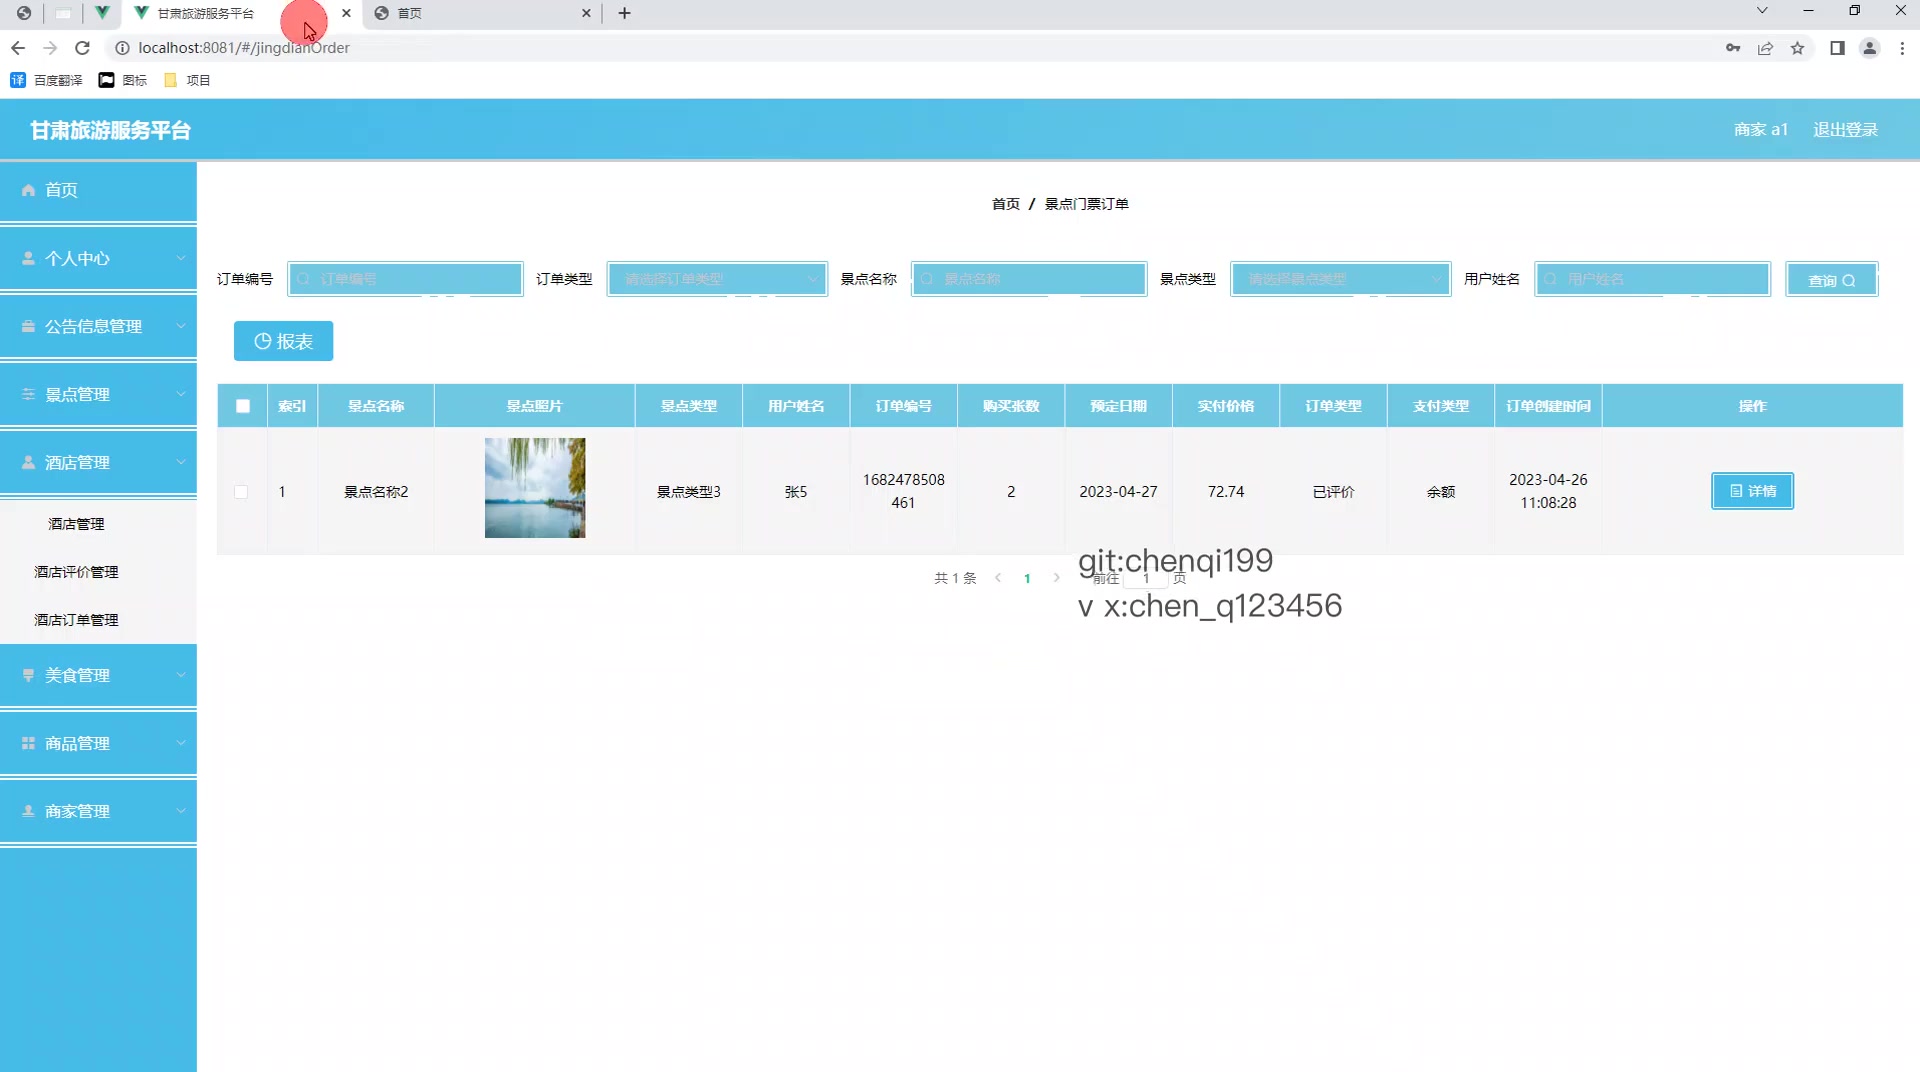 甘肃旅游服务平台
首页
localhost:8081/#/jingdianOrder
百度翻译
图标
项目
甘肃旅游服务平台
商家 a1
退出登录
首页
个人中心
公告信息管理
景点管理
酒店管理
酒店管理
酒店评价管理
酒店订单管理
美食管理
商品管理
商家管理
首页 / 景点门票订单
订单编号 订单编号 订单类型 请选择订单类型 景点名称 景点名称 景点类型 请选择景点类型 用户姓名 用户姓名 查询
报表
索引 景点名称 景点照片 景点类型 用户姓名 订单编号 购买张数 预定日期 实付价格 订单类型 支付类型 订单创建时间 操作
1 景点名称2 景点类型3 张5 1682478508461 2 2023-04-27 72.74 已评价 余额 2023-04-26 11:08:28 详情
共 1 条 1 前往 1 页
git:chenqi199
v x:chen_q123456